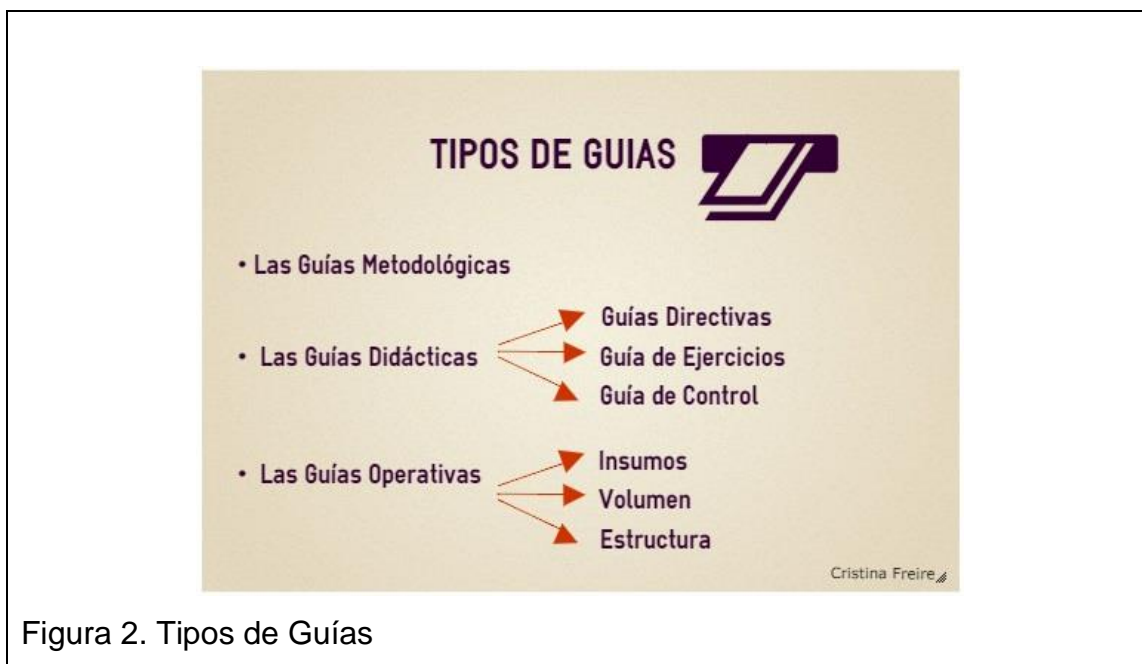 TIPOS DE GUIAS
• Las Guías Metodológicas
• Las Guías Didácticas
Guías Directivas
Guía de Ejercicios
Guía de Control
• Las Guías Operativas
Insumos
Volumen
Estructura
Cristina Freire
Figura 2. Tipos de Guías